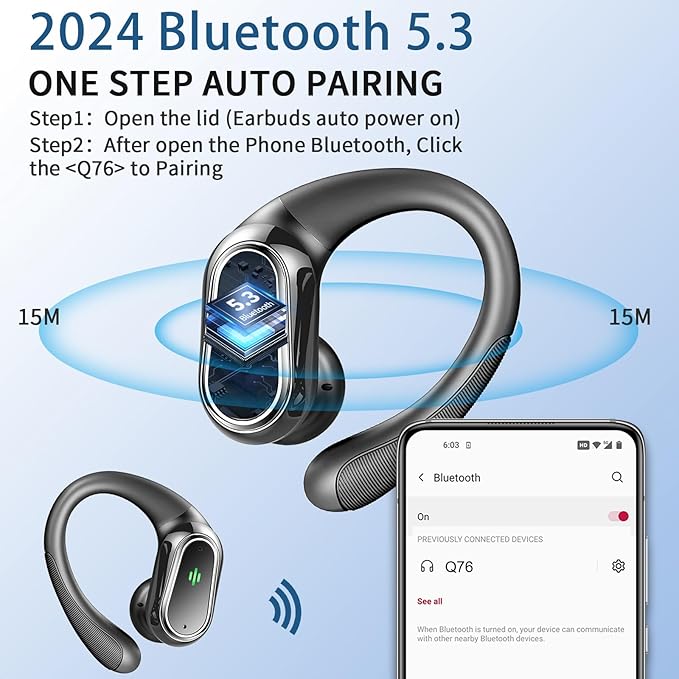 2024 Bluetooth 5.3
ONE STEP AUTO PAIRING
Step1: Open the lid (Earbuds auto power on)
Step2: After open the Phone Bluetooth, Click
the <Q76> to Pairing
5.3
Bluetooth
15M
15M
6:03
HD
Bluetooth
On
PREVIOUSLY CONNECTED DEVICES
Q76
See all
When Bluetooth is turned on, your device can communicate
with other nearby Bluetooth devices.